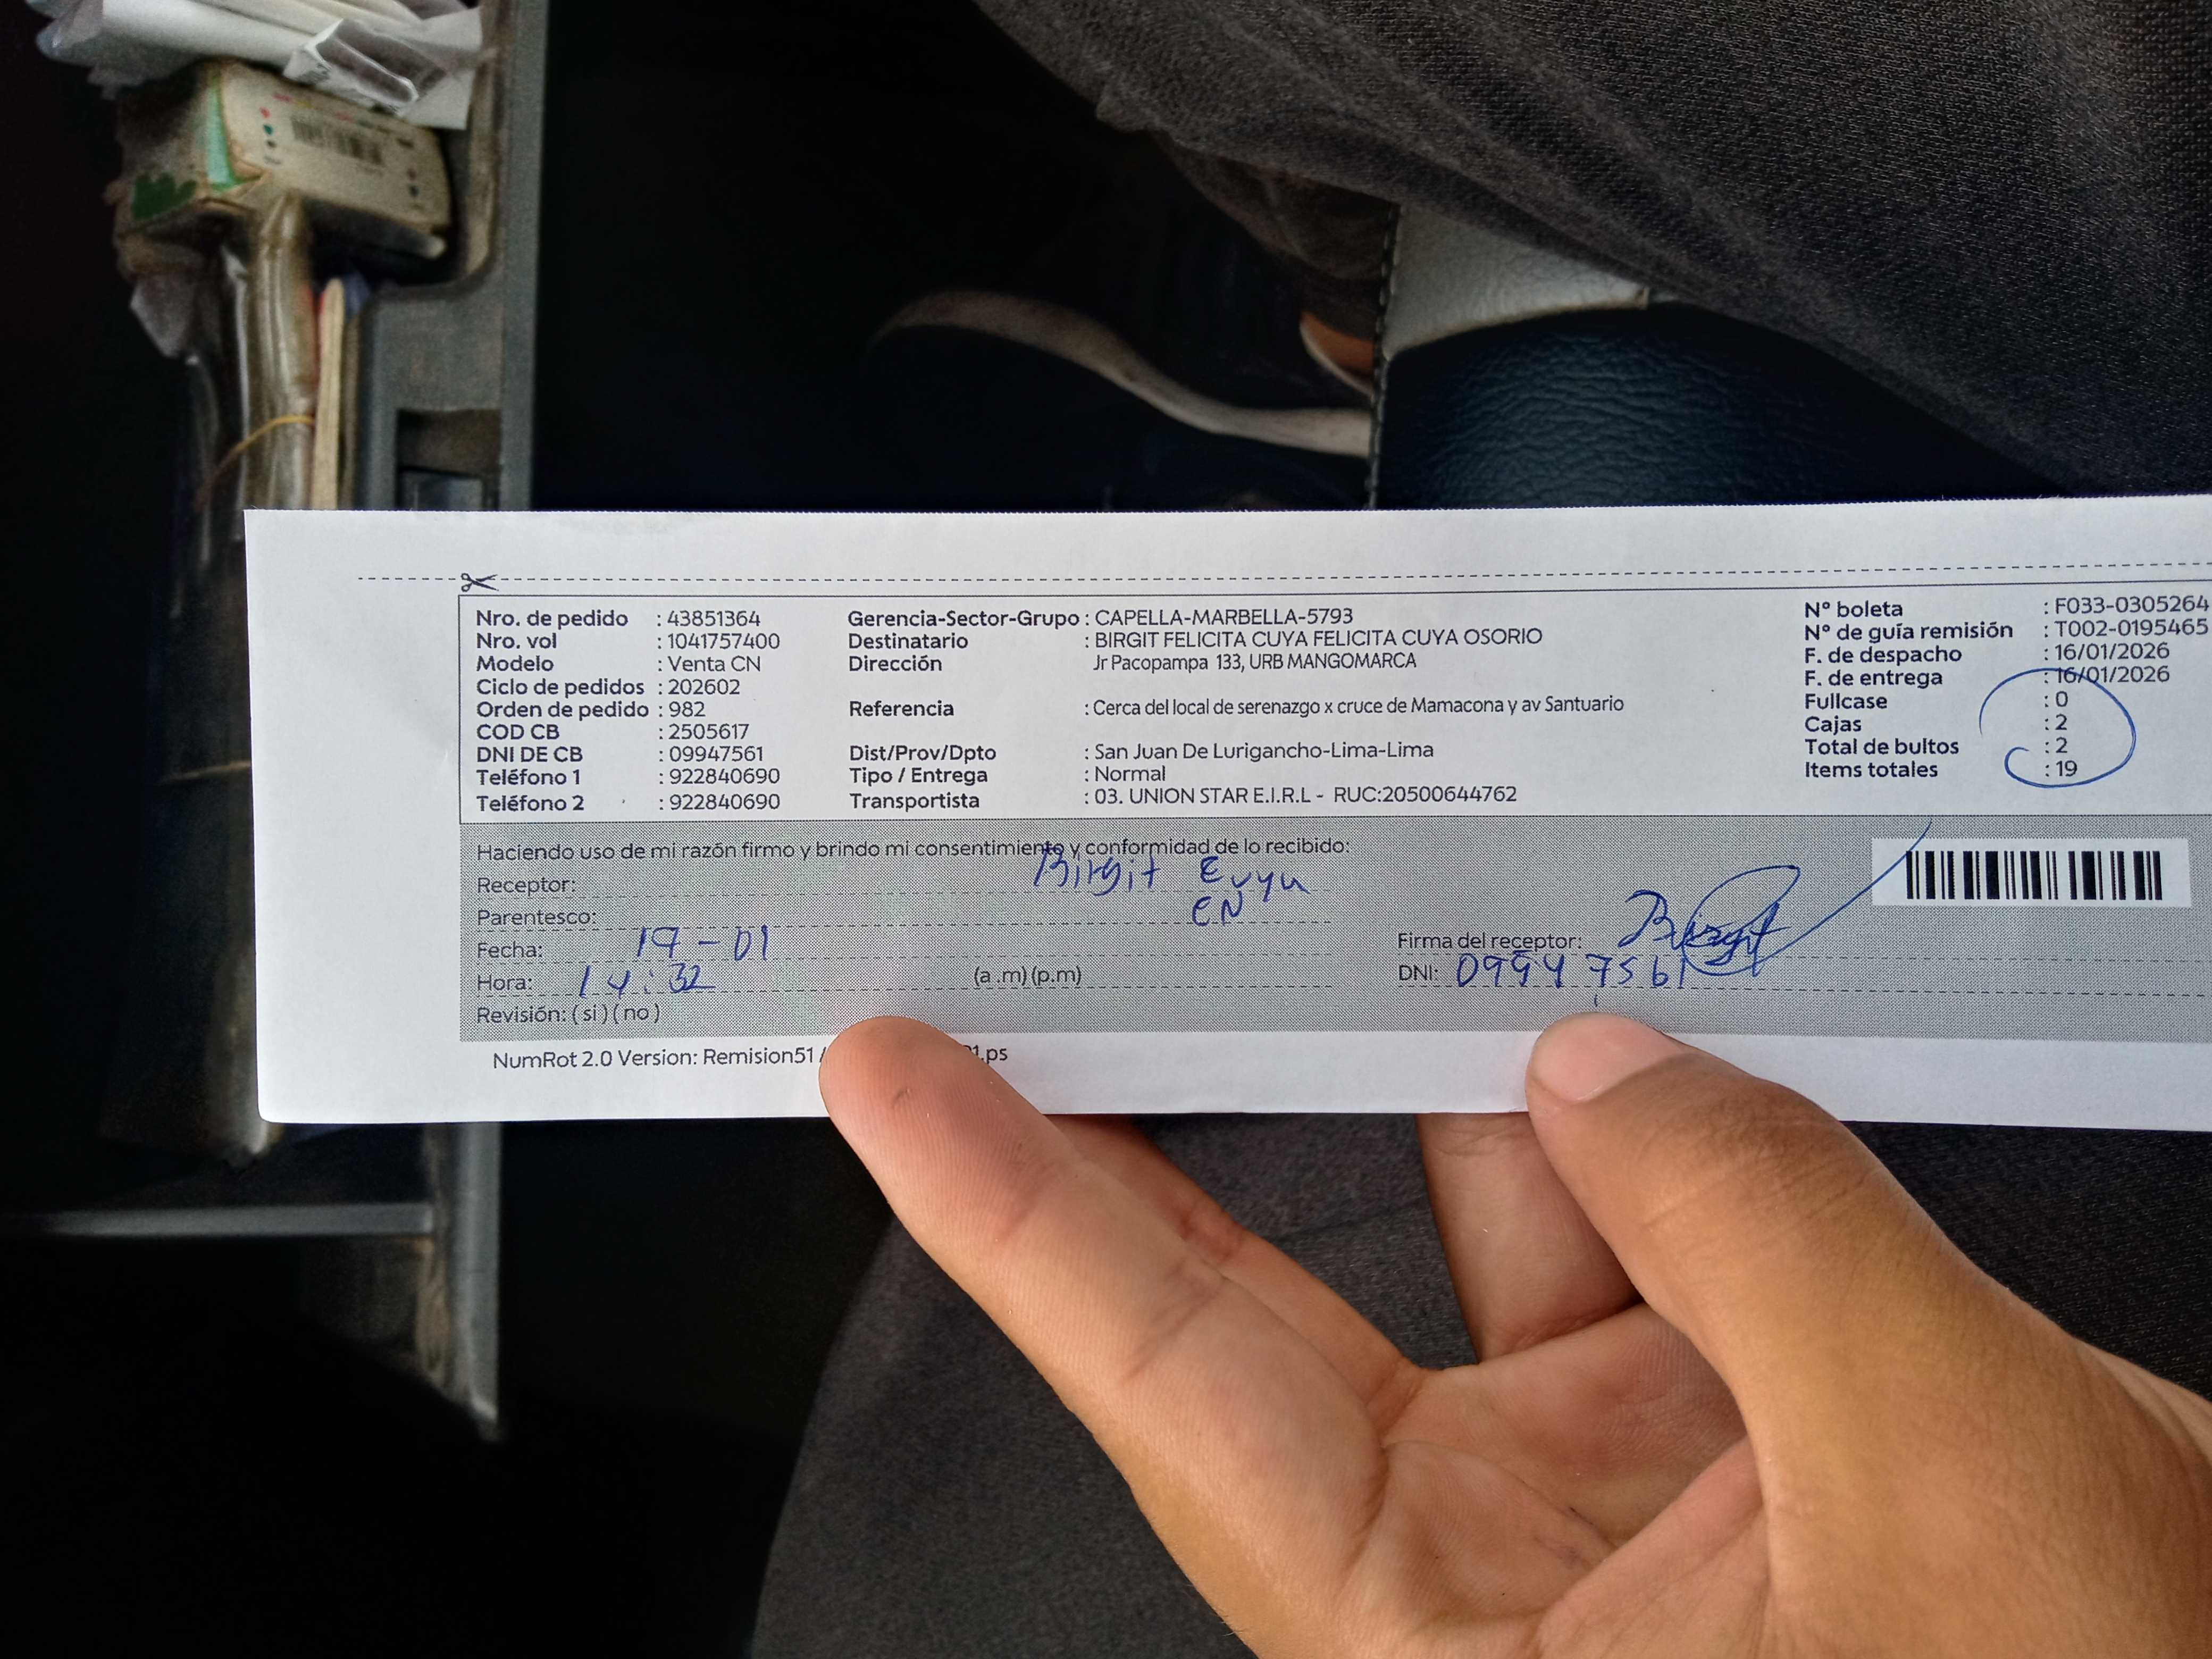 Nro. de pedido : 43851364
Nro. vol : 1041757400
Modelo : Venta CN
Ciclo de pedidos : 202602
Orden de pedido : 982
COD CB : 2505617
DNI DE CB : 09947561
Teléfono 1 : 922840690
Teléfono 2 : 922840690
Gerencia-Sector-Grupo : CAPELLA-MARBELLA-5793
Destinatario : BIRGIT FELICITA CUYA FELICITA CUYA OSORIO
Dirección Jr Pacopampa 133, URB MANGOMARCA
Referencia : Cerca del local de serenazgo x cruce de Mamacona y av Santuario
Dist/Prov/Dpto : San Juan De Lurigancho-Lima-Lima
Tipo / Entrega : Normal
Transportista : 03. UNION STAR E.I.R.L - RUC:20500644762
N° boleta : F033-0305264
N° de guía remisión : T002-0195465
F. de despacho : 16/01/2026
F. de entrega : 16/01/2026
Fullcase : 0
Cajas : 2
Total de bultos : 2
Items totales : 19
Haciendo uso de mi razón firmo y brindo mi consentimiento y conformidad de lo recibido:
Receptor: Birgit
Parentesco: CN
Fecha: 19-01
Hora: 14:32 (a.m)(p.m)
Revisión: (si)(no)
Firma del receptor: Birgit
DNI: 09947561
NumRot 2.0 Version: Remision51 / .ps